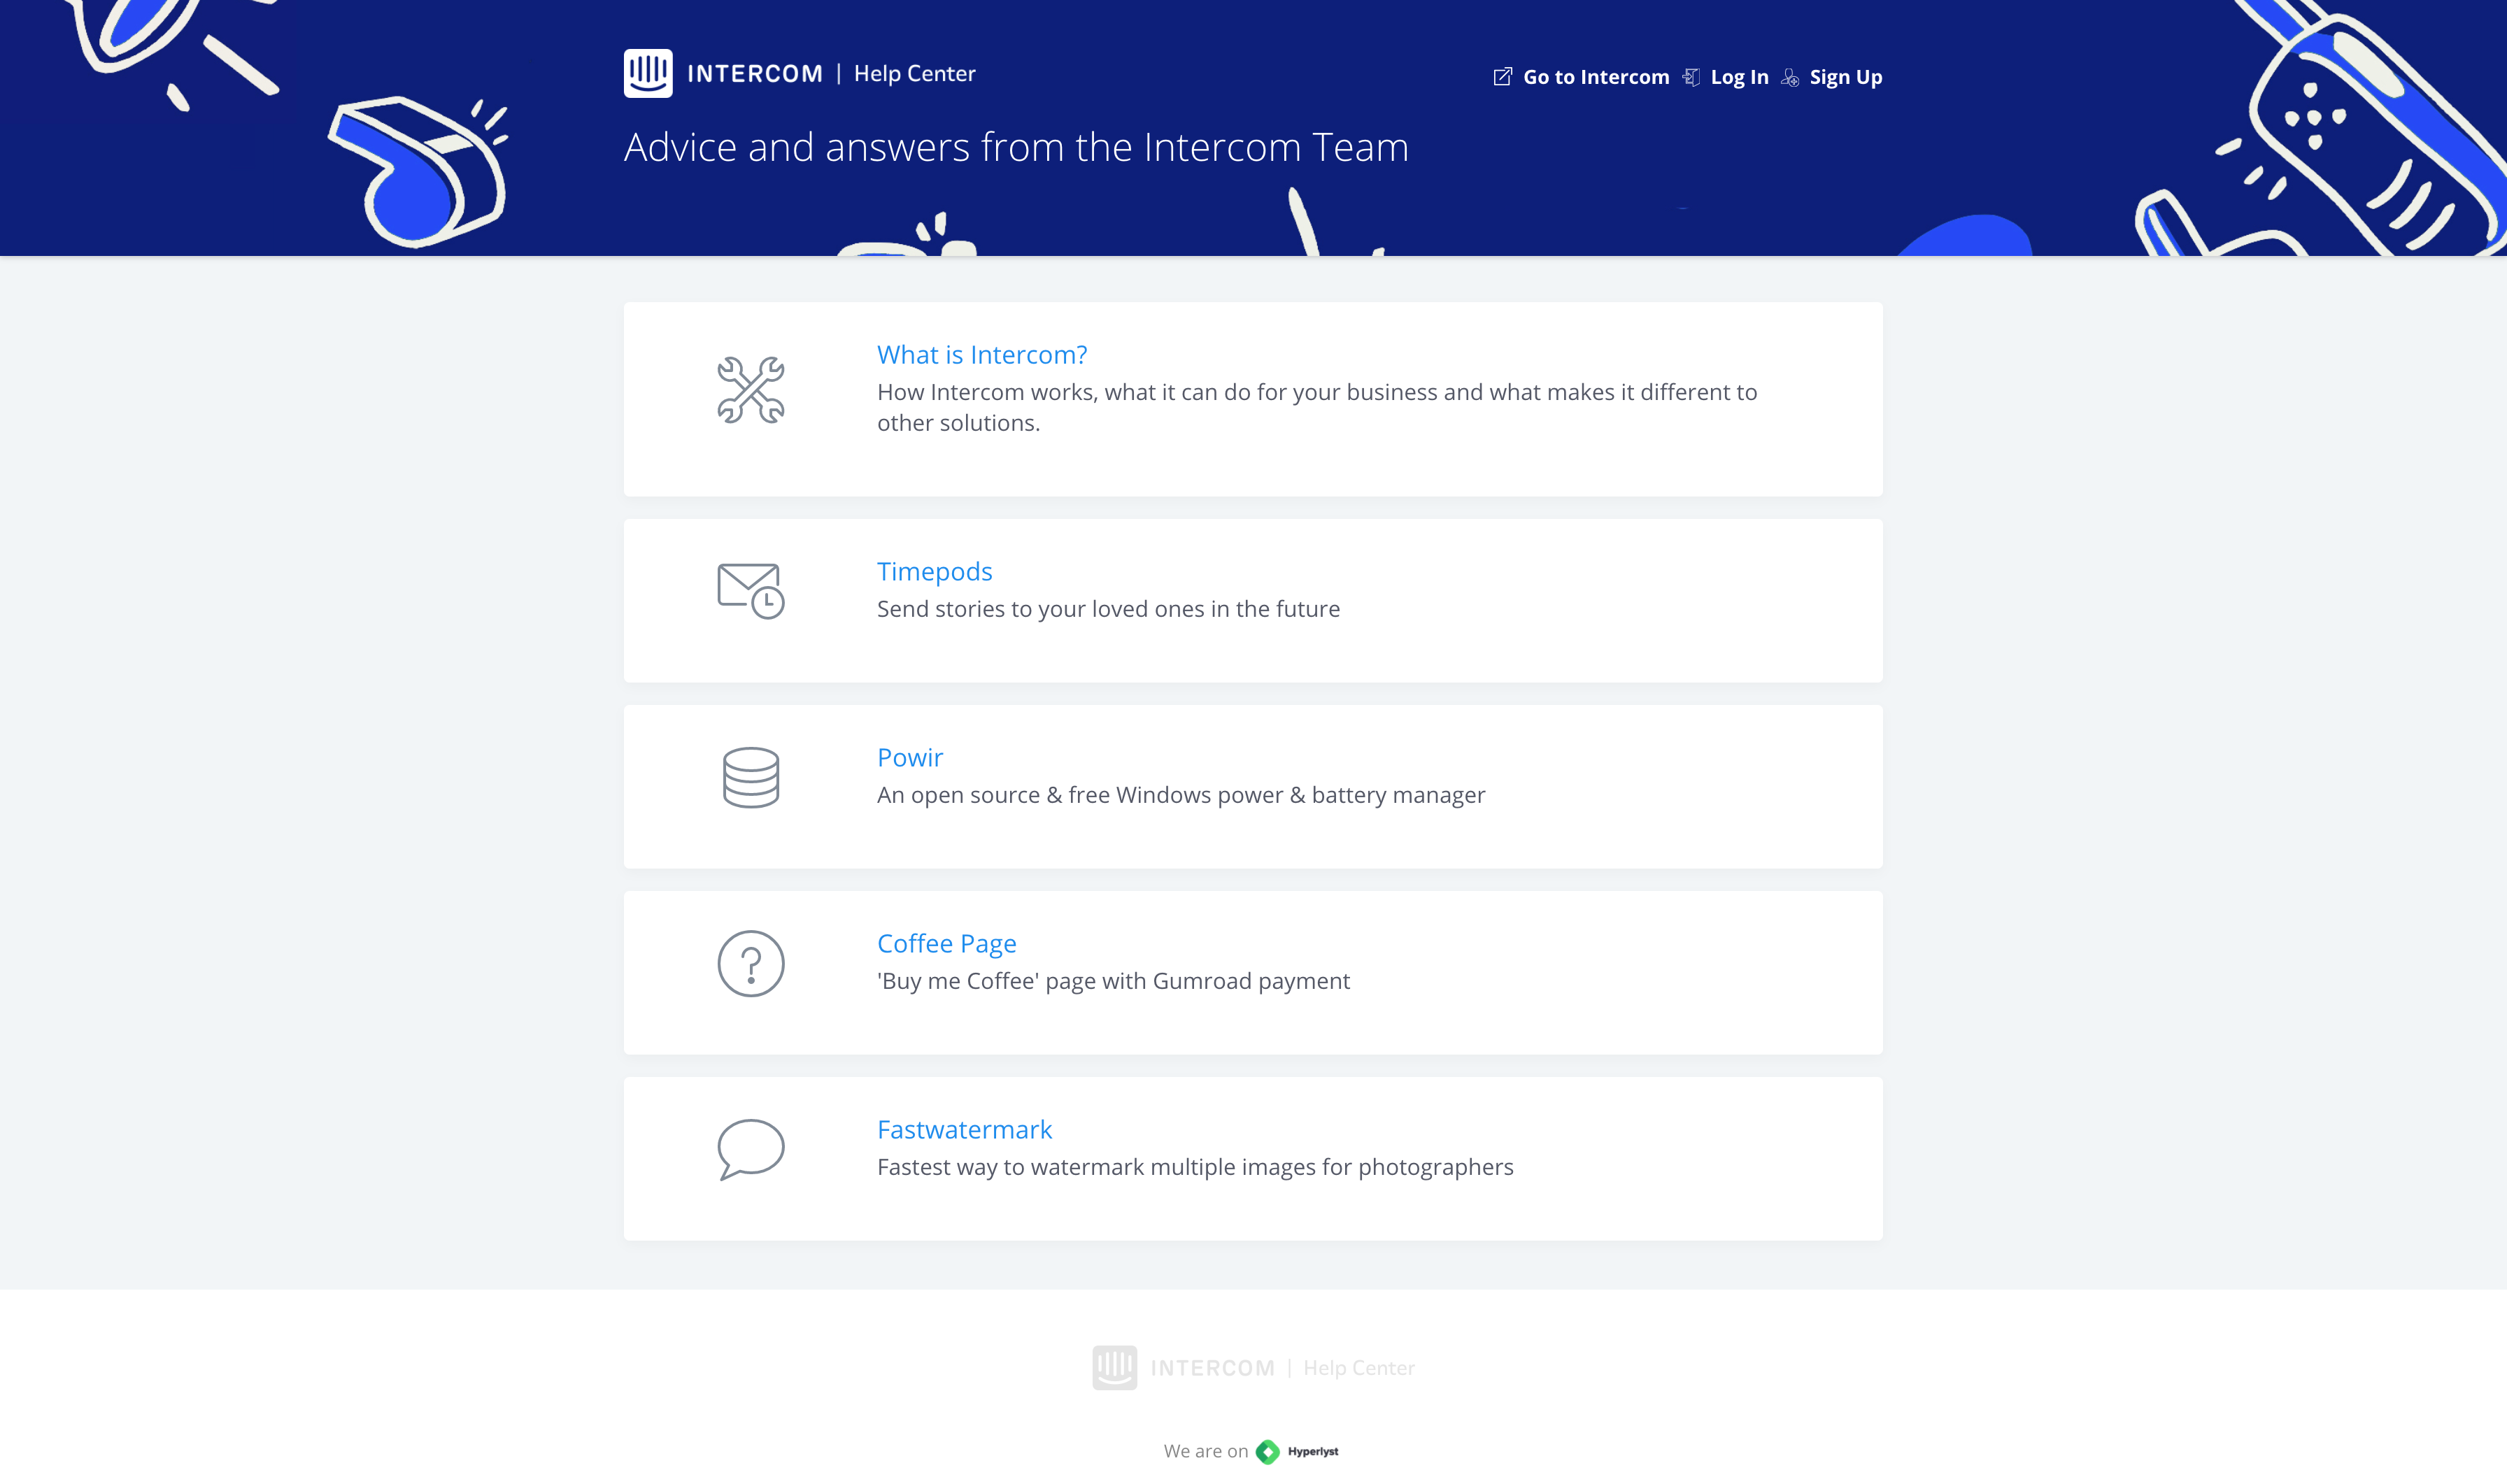 INTERCOM | Help Center
Go to Intercom Log In Sign Up
Advice and answers from the Intercom Team
What is Intercom?
How Intercom works, what it can do for your business and what makes it different to
other solutions.
Timepods
Send stories to your loved ones in the future
Powir
An open source & free Windows power & battery manager
Coffee Page
'Buy me Coffee' page with Gumroad payment
Fastwatermark
Fastest way to watermark multiple images for photographers
INTERCOM | Help Center
We are on Hyperlyst